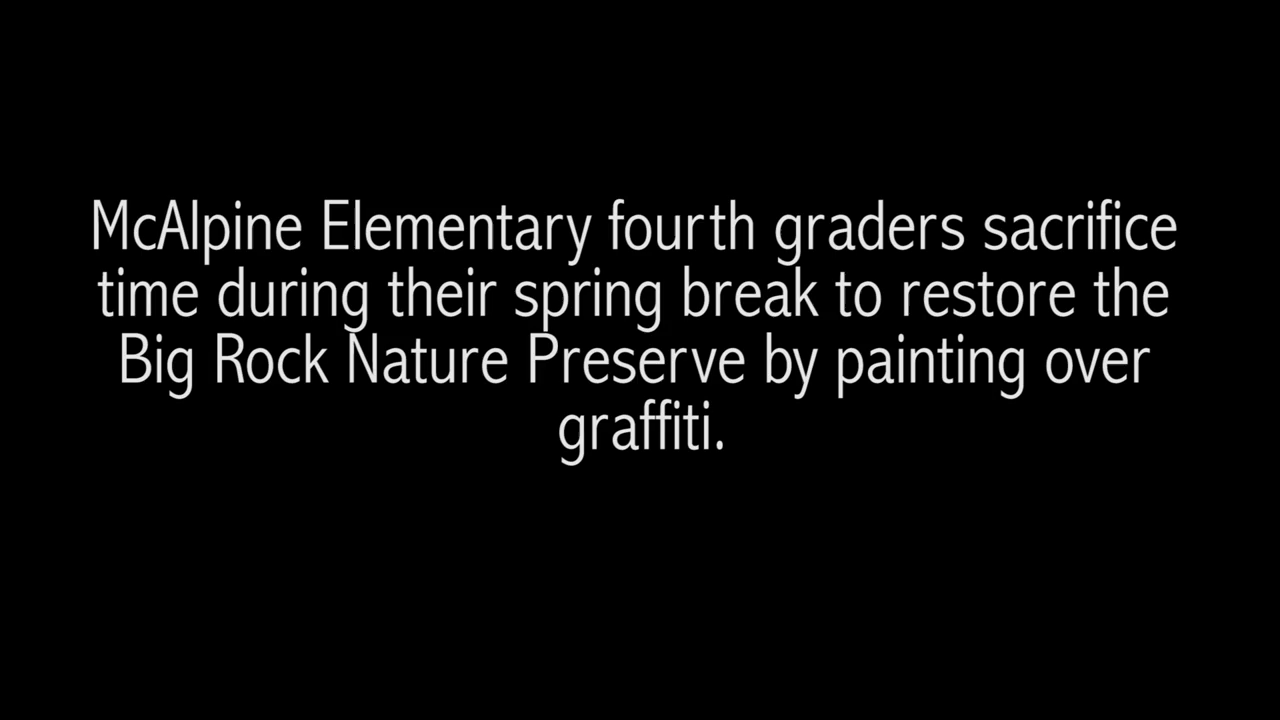 McAlpine Elementary fourth graders sacrifice
time during their spring break to restore the
Big Rock Nature Preserve by painting over
graffiti.